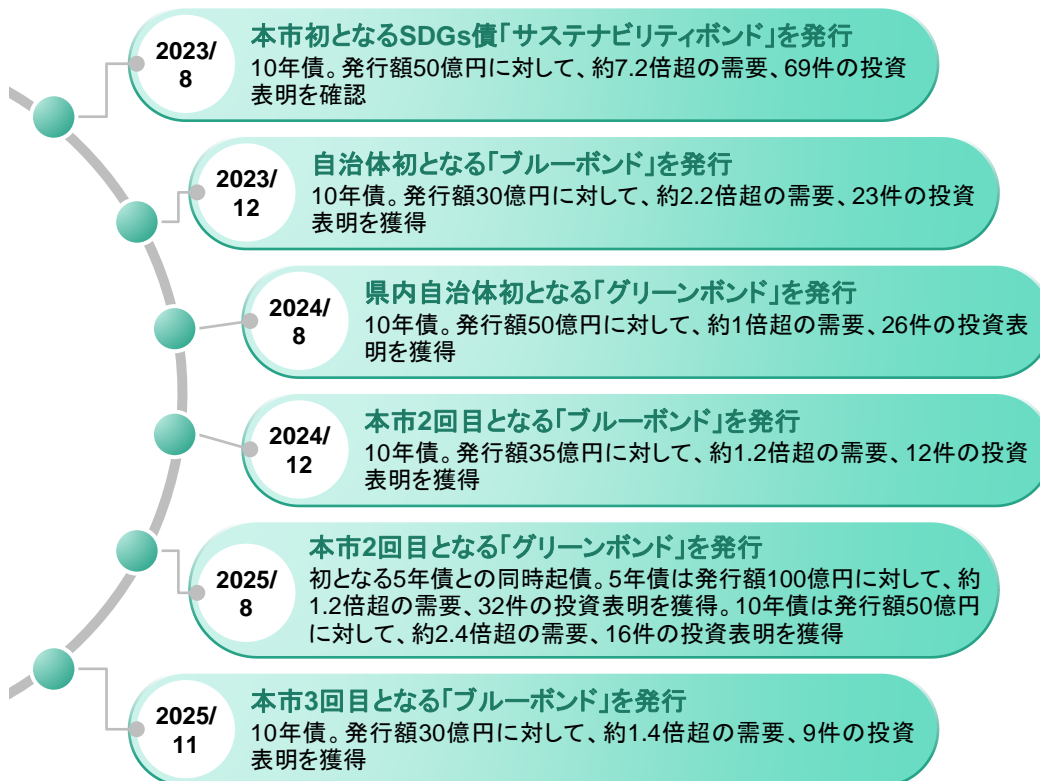 2023/
8
本市初となるSDGs債「サステナビリティボンド」を発行
10年債。発行額50億円に対して、約7.2倍超の需要、69件の投資
表明を確認
2023/
12
自治体初となる「ブルーボンド」を発行
10年債。発行額30億円に対して、約2.2倍超の需要、23件の投資
表明を獲得
2024/
8
県内自治体初となる「グリーンボンド」を発行
10年債。発行額50億円に対して、約1倍超の需要、26件の投資表
明を獲得
2024/
12
本市2回目となる「ブルーボンド」を発行
10年債。発行額35億円に対して、約1.2倍超の需要、12件の投資
表明を獲得
2025/
8
本市2回目となる「グリーンボンド」を発行
初となる5年債との同時起債。5年債は発行額100億円に対して、約
1.2倍超の需要、32件の投資表明を獲得。10年債は発行額50億円
に対して、約2.4倍超の需要、16件の投資表明を獲得
2025/
11
本市3回目となる「ブルーボンド」を発行
10年債。発行額30億円に対して、約1.4倍超の需要、9件の投資
表明を獲得